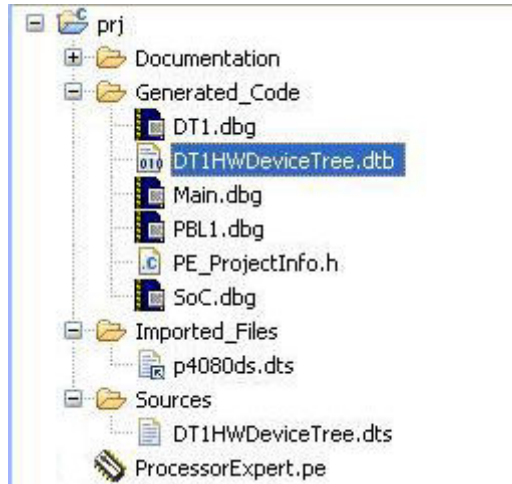 prj
Documentation
Generated_Code
DT1.dbg
DT1HWDeviceTree.dtb
Main.dbg
PBL1.dbg
PE_ProjectInfo.h
SoC.dbg
Imported_Files
p4080ds.dts
Sources
DT1HWDeviceTree.dts
ProcessorExpert.pe